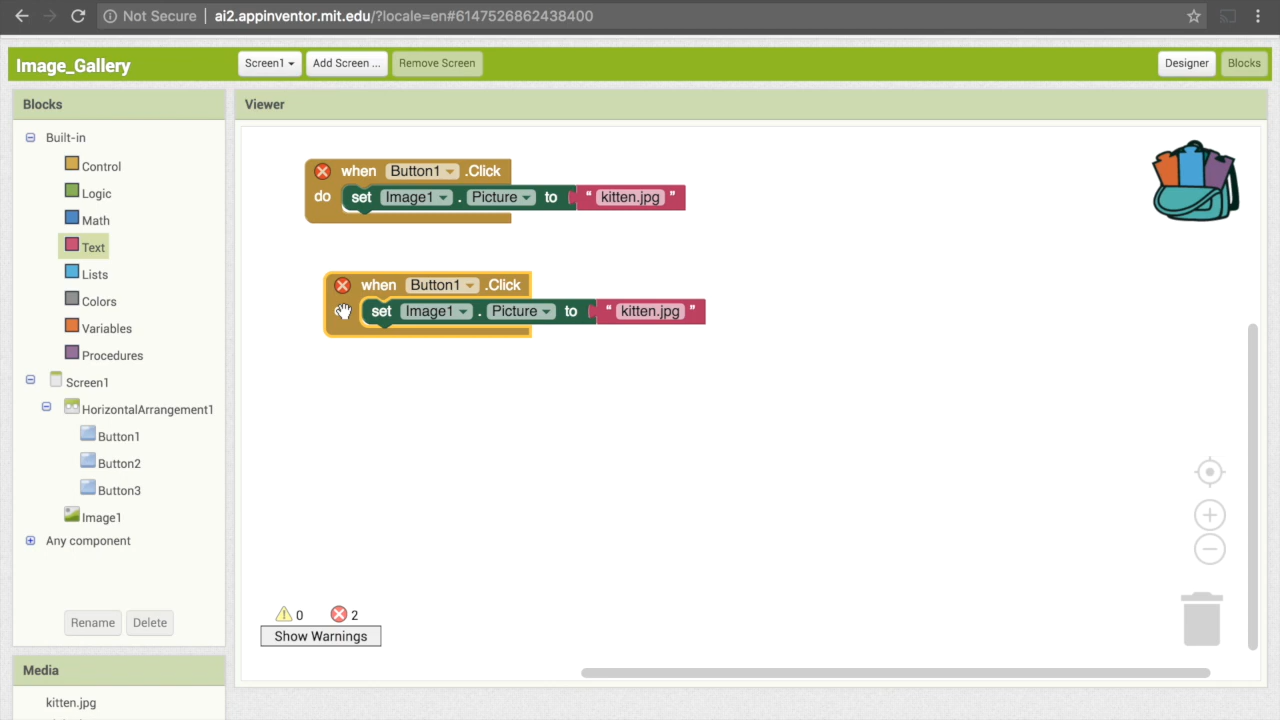 Not Secure ai2.appinventor.mit.edu/?locale=en#6147526862438400
Image_Gallery
Screen1
Add Screen ...
Remove Screen
Designer
Blocks
Blocks
Built-in
Control
Logic
Math
Text
Lists
Colors
Variables
Procedures
Screen1
HorizontalArrangement1
Button1
Button2
Button3
Image1
Any component
Rename
Delete
Media
kitten.jpg
Viewer
when Button1 .Click
do set Image1 . Picture to " kitten.jpg "
when Button1 .Click
set Image1 . Picture to " kitten.jpg "
0 2
Show Warnings